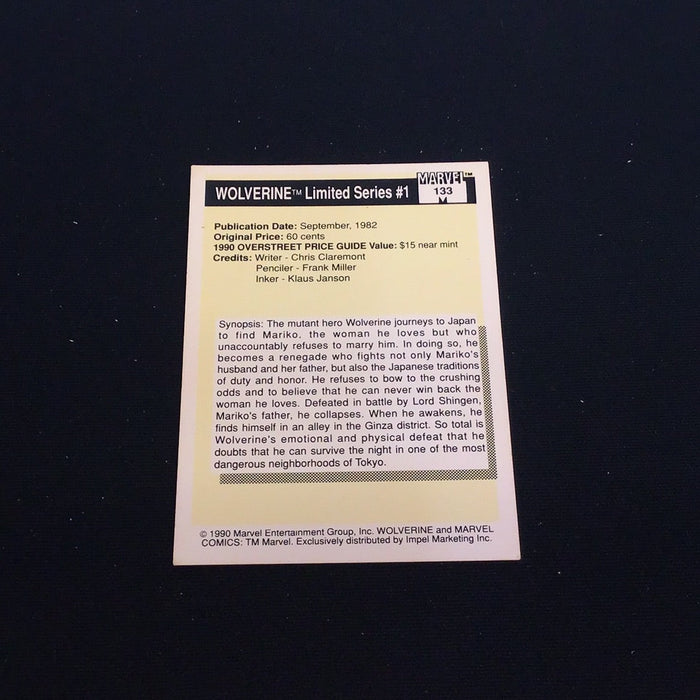 WOLVERINE™ Limited Series #1
MARVEL™
133
M
Publication Date: September, 1982
Original Price: 60 cents
1990 OVERSTREET PRICE GUIDE Value: $15 near mint
Credits: Writer - Chris Claremont
Penciler - Frank Miller
Inker - Klaus Janson
Synopsis: The mutant hero Wolverine journeys to Japan
to find Mariko, the woman he loves but who
unaccountably refuses to marry him. In doing so, he
becomes a renegade who fights not only Mariko's
husband and her father, but also the Japanese traditions
of duty and honor. He refuses to bow to the crushing
odds and to believe that he can never win back the
woman he loves. Defeated in battle by Lord Shingen,
Mariko's father, he collapses. When he awakens, he
finds himself in an alley in the Ginza district. So total is
Wolverine's emotional and physical defeat that he
doubts that he can survive the night in one of the most
dangerous neighborhoods of Tokyo.
© 1990 Marvel Entertainment Group, Inc. WOLVERINE and MARVEL
COMICS: TM Marvel. Exclusively distributed by Impel Marketing Inc.